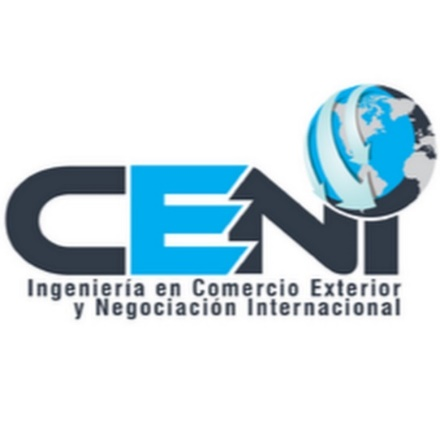 CENI
Ingeniería en Comercio Exterior
y Negociación Internacional